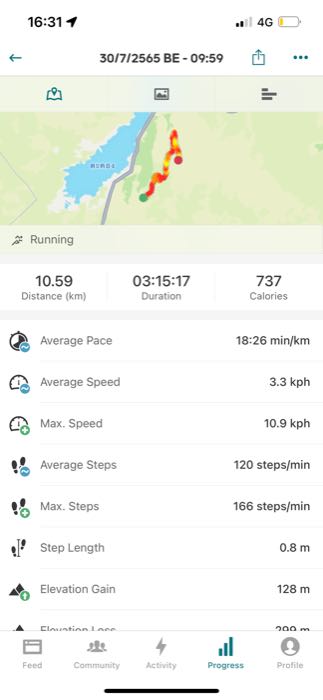 16:31
4G
30/7/2565 BE - 09:59
Running
10.59
03:15:17
737
Distance (km)
Duration
Calories
Average Pace
18:26 min/km
Average Speed
3.3 kph
Max. Speed
10.9 kph
Average Steps
120 steps/min
Max. Steps
166 steps/min
Step Length
0.8 m
Elevation Gain
128 m
Elevation Loss
299 m
Feed
Community
Activity
Progress
Profile